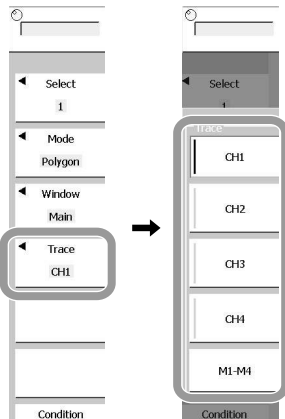 Select
1
Mode
Polygon
Window
Main
Trace
CH1
Condition
Select
1
Trace
CH1
CH2
CH3
CH4
M1-M4
Condition